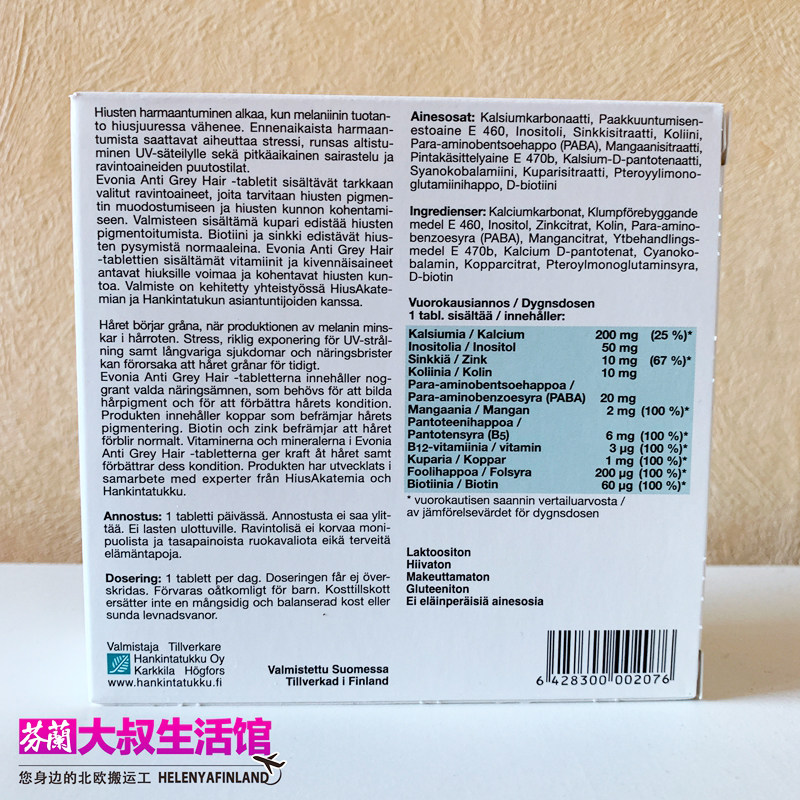 Hiusten harmaantuminen alkaa, kun melaniinin tuotan-
to hiusjuuressa vähenee. Ennenaikaista harmaan-
tumista saattavat aiheuttaa stressi, runsas altistu-
minen UV-säteilylle sekä pitkäaikainen sairastelu ja
ravintoaineiden puutostilat.
Evonia Anti Grey Hair -tabletit sisältävät tarkkaan
valitut ravintoaineet, joita tarvitaan hiusten pigmen-
tin muodostumiseen ja hiusten kunnon kohentami-
seen. Valmisteen sisältämä kupari edistää hiusten
pigmentoitumista. Biotiini ja sinkki edistävät hius-
ten pysymistä normaaleina. Evonia Anti Grey Hair
-tablettien sisältämät vitamiinit ja kivennäisaineet
antavat hiuksille voimaa ja kohentavat hiusten kun-
toa. Valmiste on kehitetty yhteistyössä HiusAkate-
mian ja Hankintatukun asiantuntijoiden kanssa.
Håret börjar gråna, när produktionen av melanin mins-
kar i hårroten. Stress, riklig exponering för UV-strål-
ning samt långvariga sjukdomar och näringsbrister
kan förorsaka att håret grånar för tidigt.
Evonia Anti Grey Hair -tabletterna innehåller nog-
grant valda näringsämnen, som behövs för att bilda
hårpigment och för att förbättra hårets kondition.
Produkten innehåller koppar som befrämjar hårets
pigmentering. Biotin och zink befrämjar att håret
förblir normalt. Vitaminerna och mineralerna i Evonia
Anti Grey Hair -tabletterna ger kraft åt håret samt
förbättrar dess kondition. Produkten har utvecklats i
samarbete med experter från HiusAkatemia och
Hankintatukku.
Annostus: 1 tabletti päivässä. Annostusta ei saa ylit-
tää. Ei lasten ulottuville. Ravintolisä ei korvaa moni-
puolista ja tasapainoista ruokavaliota eikä terveitä
elämäntapoja.
Dosering: 1 tablett per dag. Doseringen får ej över-
skridas. Förvaras oåtkomligt för barn. Kosttillskott
ersätter inte en mångsidig och balanserad kost eller
sunda levnadsvanor.
Valmistaja Tillverkare
Hankintatukku Oy
Karkkila Högfors
www.hankintatukku.fi
Valmistettu Suomessa
Tillverkad i Finland
Ainesosat: Kalsiumkarbonaatti, Paakkuuntumisen-
estoaine E 460, Inositoli, Sinkkisitraatti, Koliini,
Para-aminobentsoehappo (PABA), Mangaanisitraatti,
Pintakäsittelyaine E 470b, Kalsium-D-pantotenaatti,
Syanokobalamiini, Kuparisitraatti, Pteroyylimono-
glutamiinihappo, D-biotiini
Ingredienser: Kalciumkarbonat, Klumpförebyggande
medel E 460, Inositol, Zinkcitrat, Kolin, Para-amino-
benzoesyra (PABA), Mangancitrat, Ytbehandlings-
medel E 470b, Kalcium D-pantotenat, Cyanoko-
balamin, Kopparcitrat, Pteroylmonoglutaminsyra,
D-biotin
Vuorokausiannos / Dygnsdosen
1 tabl. sisältää / innehåller:
Kalsiumia / Kalcium 200 mg (25 %)*
Inositolia / Inositol 50 mg
Sinkkiä / Zink 10 mg (67 %)*
Koliinia / Kolin 10 mg
Para-aminobentsoehappoa /
Para-aminobenzoesyra (PABA) 20 mg
Mangaania / Mangan 2 mg (100 %)*
Pantoteenihappoa /
Pantotensyra (B5) 6 mg (100 %)*
B12-vitamiinia / vitamin 3 µg (100 %)*
Kuparia / Koppar 1 mg (100 %)*
Foolihappoa / Folsyra 200 µg (100 %)*
Biotiinia / Biotin 60 µg (100 %)*
* vuorokautisen saannin vertailuarvosta /
av jämförelsevärdet för dygnsdosen
Laktoositon
Hiivaton
Makeuttamaton
Gluteeniton
Ei eläinperäisiä ainesosia
6 428300 002076
芬蘭大叔生活馆
您身边的北欧搬运工 HELENYAFINLAND